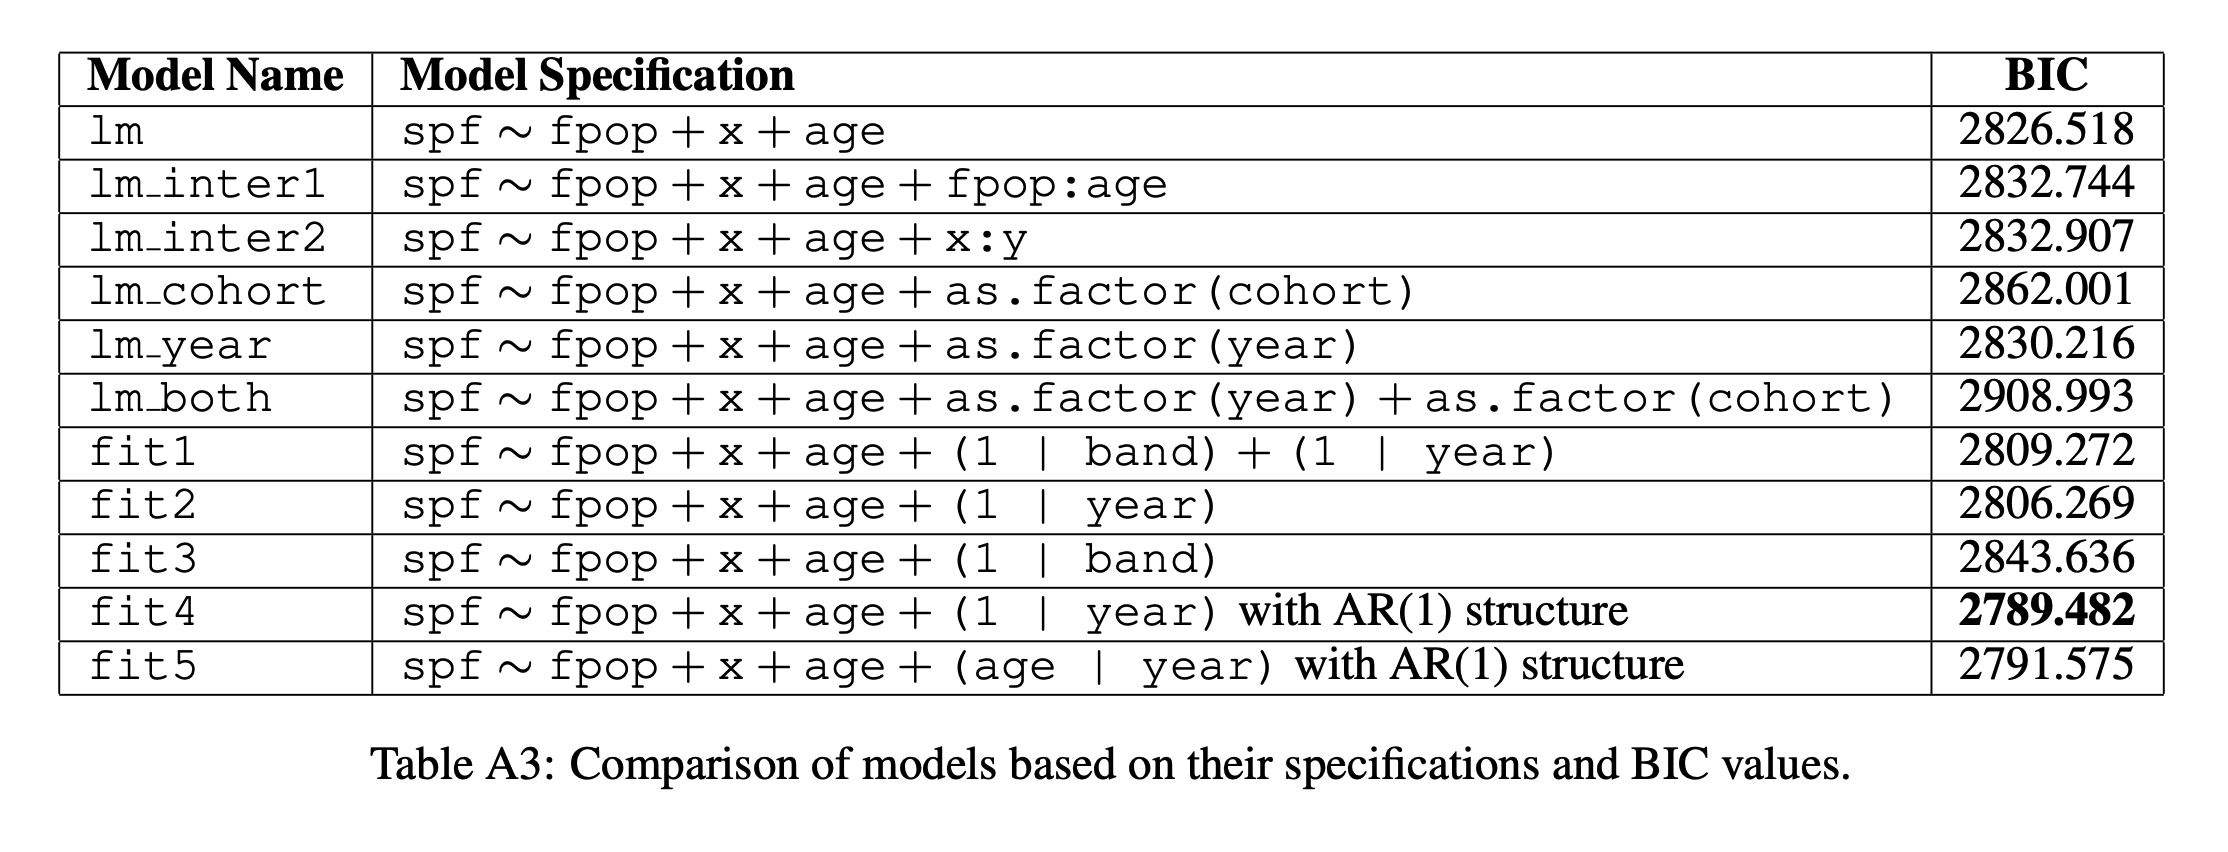 Model Name Model Specification BIC
lm spf ∼ fpop + x + age 2826.518
lm_inter1 spf ∼ fpop + x + age + fpop:age 2832.744
lm_inter2 spf ∼ fpop + x + age + x:y 2832.907
lm_cohort spf ∼ fpop + x + age + as.factor(cohort) 2862.001
lm_year spf ∼ fpop + x + age + as.factor(year) 2830.216
lm_both spf ∼ fpop + x + age + as.factor(year) + as.factor(cohort) 2908.993
fit1 spf ∼ fpop + x + age + (1 | band) + (1 | year) 2809.272
fit2 spf ∼ fpop + x + age + (1 | year) 2806.269
fit3 spf ∼ fpop + x + age + (1 | band) 2843.636
fit4 spf ∼ fpop + x + age + (1 | year) with AR(1) structure 2789.482
fit5 spf ∼ fpop + x + age + (age | year) with AR(1) structure 2791.575
Table A3: Comparison of models based on their specifications and BIC values.